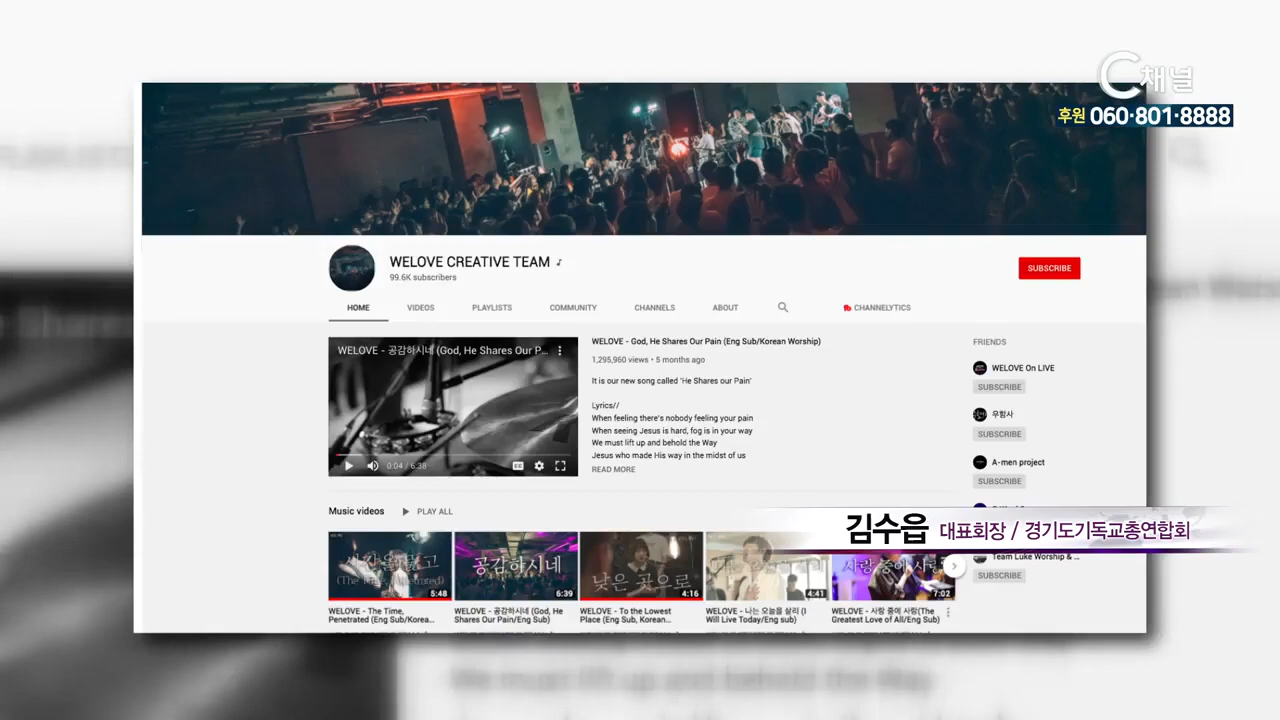 C채널
후원 060·801·8888
WELOVE CREATIVE TEAM ♪
99.6K subscribers
SUBSCRIBE
HOME VIDEOS PLAYLISTS COMMUNITY CHANNELS ABOUT CHANNELYTICS
WELOVE - 공감하시네 (God, He Shares Our P...
0:04 / 6:38
WELOVE - God, He Shares Our Pain (Eng Sub/Korean Worship)
1,295,960 views • 5 months ago
It is our new song called 'He Shares our Pain'
Lyrics//
When feeling there's nobody feeling your pain
When seeing Jesus is hard, fog is in your way
We must lift up and behold the Way
Jesus who made His way in the midst of us
READ MORE
FRIENDS
WELOVE On LIVE
SUBSCRIBE
우함사
SUBSCRIBE
A-men project
SUBSCRIBE
Team Luke Worship & ...
SUBSCRIBE
김수읍 대표회장 / 경기도기독교총연합회
Music videos PLAY ALL
5:48
공감하시네
6:39
낮은 곳으로
4:16
4:41
7:02
WELOVE - The Time,
Penetrated (Eng Sub/Korea...
WELOVE - 공감하시네 (God, He
Shares Our Pain/Eng Sub)
WELOVE - To the Lowest
Place (Eng Sub, Korean...
WELOVE - 나는 오늘을 살리 (I
Will Live Today/Eng sub)
WELOVE - 사랑 중에 사랑(The
Greatest Love of All/Eng Sub)